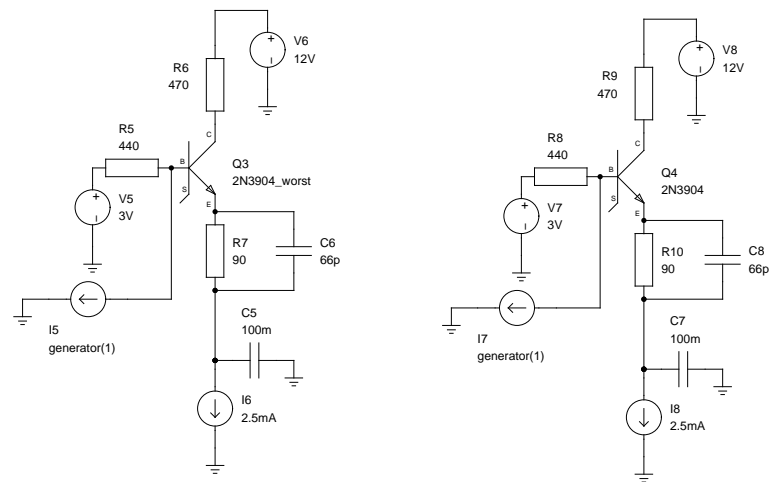 V6
12V
R6
470
C
R5
440
B
Q3
2N3904_worst
S
E
V5
3V
R7
90
C6
66p
I5
generator(1)
C5
100m
I6
2.5mA
V8
12V
R9
470
C
R8
440
B
Q4
2N3904
S
E
V7
3V
R10
90
C8
66p
I7
generator(1)
C7
100m
I8
2.5mA